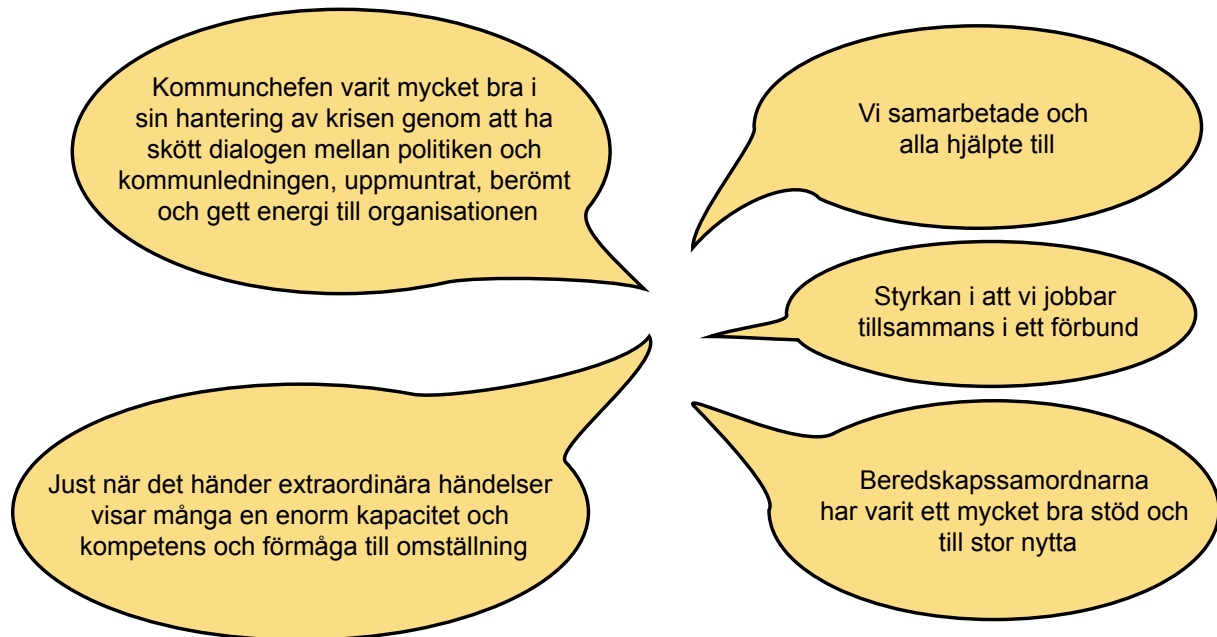 Kommunchefen varit mycket bra i
sin hantering av krisen genom att ha
skött dialogen mellan politiken och
kommunledningen, uppmuntrat, berömt
och gett energi till organisationen
Vi samarbetade och
alla hjälpte till
Styrkan i att vi jobbar
tillsammans i ett förbund
Just när det händer extraordinära händelser
visar många en enorm kapacitet och
kompetens och förmåga till omställning
Beredskapssamordnarna
har varit ett mycket bra stöd och
till stor nytta